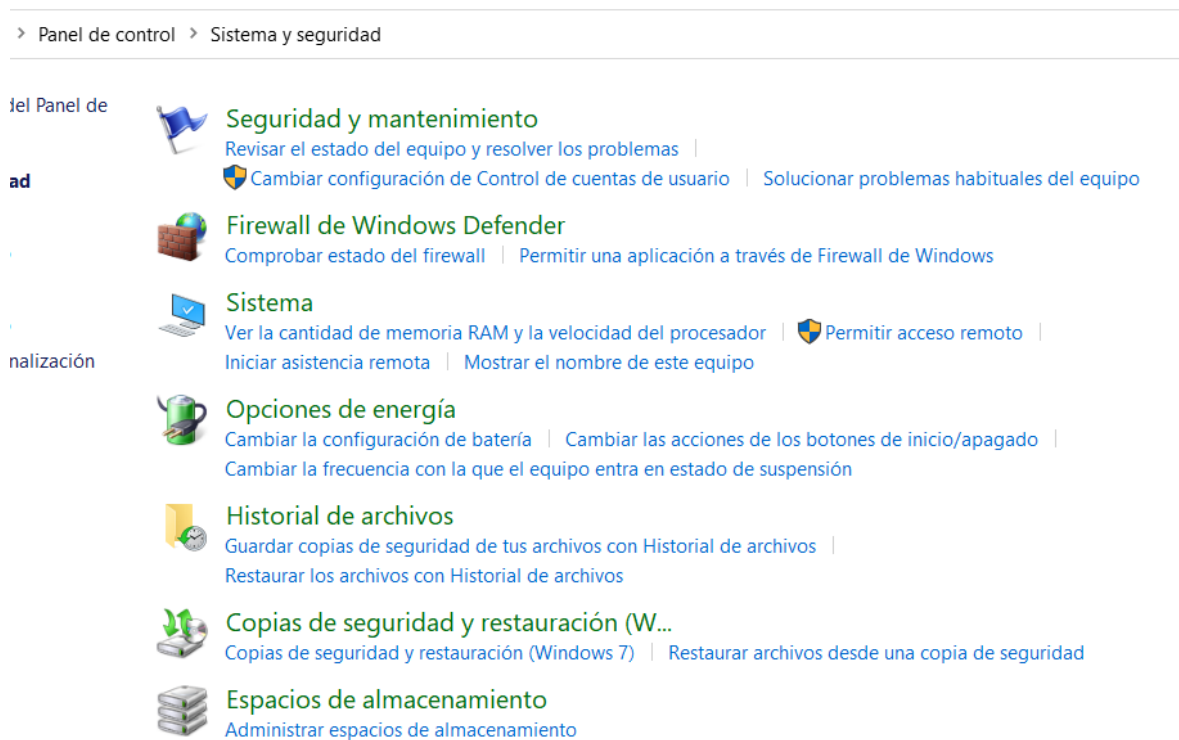 > Panel de control > Sistema y seguridad
del Panel de
Seguridad y mantenimiento
Revisar el estado del equipo y resolver los problemas
ad
Cambiar configuración de Control de cuentas de usuario | Solucionar problemas habituales del equipo
Firewall de Windows Defender
Comprobar estado del firewall | Permitir una aplicación a través de Firewall de Windows
Sistema
Ver la cantidad de memoria RAM y la velocidad del procesador | Permitir acceso remoto
nalización
Iniciar asistencia remota | Mostrar el nombre de este equipo
Opciones de energía
Cambiar la configuración de batería | Cambiar las acciones de los botones de inicio/apagado
Cambiar la frecuencia con la que el equipo entra en estado de suspensión
Historial de archivos
Guardar copias de seguridad de tus archivos con Historial de archivos
Restaurar los archivos con Historial de archivos
Copias de seguridad y restauración (W...
Copias de seguridad y restauración (Windows 7) | Restaurar archivos desde una copia de seguridad
Espacios de almacenamiento
Administrar espacios de almacenamiento